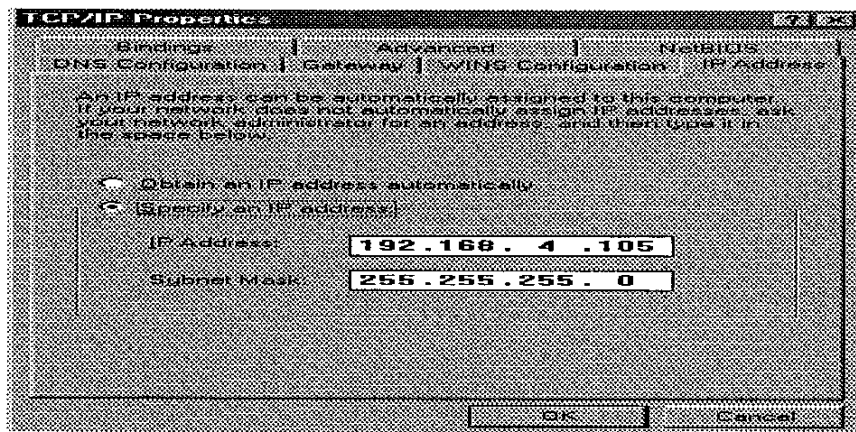 TCP/IP Properties
Bindings Advanced NetBIOS
DNS Configuration Gateway WINS Configuration IP Address
An IP address can be automatically assigned to this computer.
If your network does not automatically assign IP addresses, ask
your network administrator for an address, and then type it in
the space below.
Obtain an IP address automatically
Specify an IP address:
IP Address: 192.168. 4 .105
Subnet Mask: 255.255.255. 0
OK Cancel